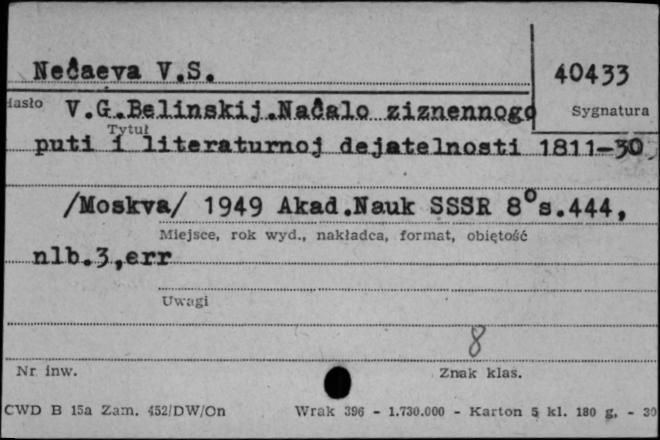 Nečaeva V.S.
40433
Hasło
V.G.Belinskij.Načalo ziznennogo
Sygnatura
Tytuł
puti i literaturnoj dejatelnosti 1811-30
/Moskva/ 1949 Akad.Nauk SSSR 8°s.444,
Miejsce, rok wyd., nakładca, format, objętość
nlb.3,err
Uwagi
8
Nr inw.
Znak klas.
CWD B 15a Zam. 452/DW/On
Wrak 396 - 1.730.000 - Karton 5 kl. 180 g. - 30